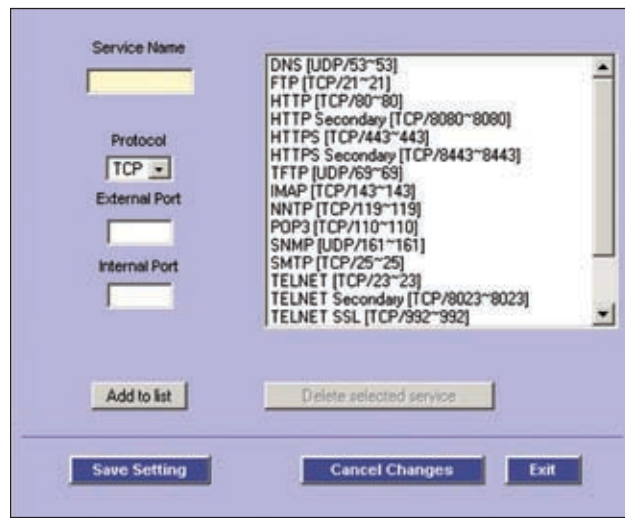 Service Name
Protocol
TCP
External Port
Internal Port
DNS [UDP/53~53]
FTP [TCP/21~21]
HTTP [TCP/80~80]
HTTP Secondary [TCP/8080~8080]
HTTPS [TCP/443~443]
HTTPS Secondary [TCP/8443~8443]
TFTP [UDP/69~69]
IMAP [TCP/143~143]
NNTP [TCP/119~119]
POP3 [TCP/110~110]
SNMP [UDP/161~161]
SMTP [TCP/25~25]
TELNET [TCP/23~23]
TELNET Secondary [TCP/8023~8023]
TELNET SSL [TCP/992~992]
Add to list
Delete selected service
Save Setting
Cancel Changes
Exit